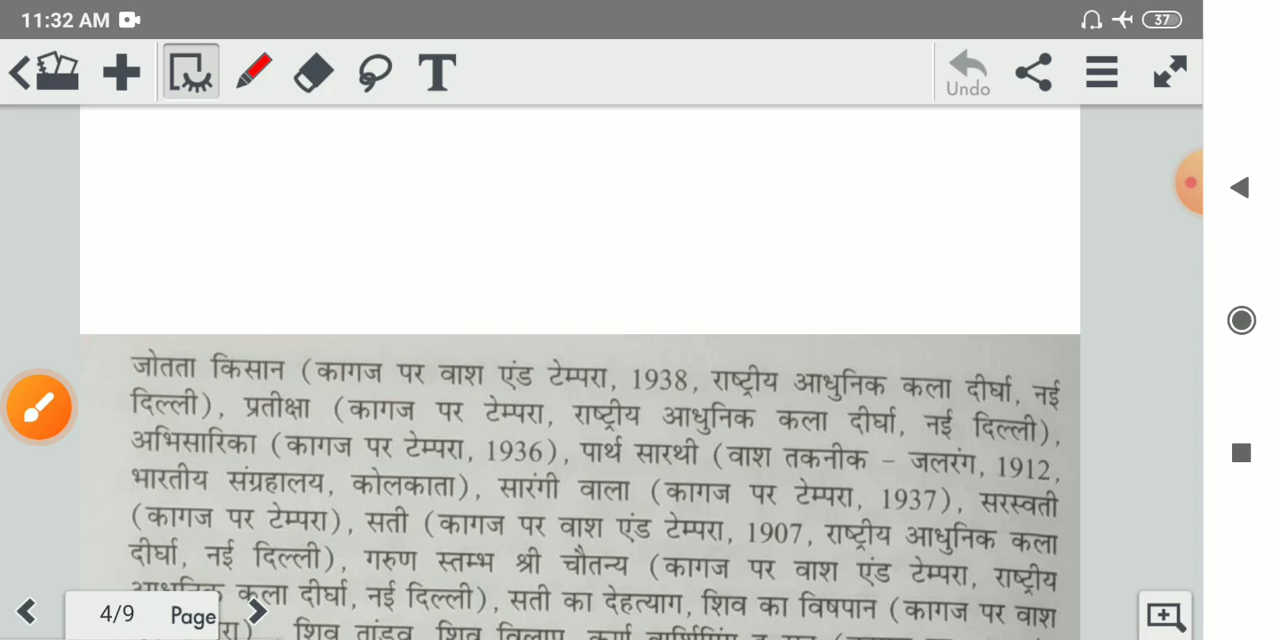 11:32 AM
37
T
Undo
जोतता किसान (कागज पर वाश एंड टेम्परा, 1938, राष्ट्रीय आधुनिक कला दीर्घा, नई
दिल्ली), प्रतीक्षा (कागज पर टेम्परा, राष्ट्रीय आधुनिक कला दीर्घा, नई दिल्ली),
अभिसारिका (कागज पर टेम्परा, 1936), पार्थ सारथी (वाश तकनीक – जलरंग, 1912,
भारतीय संग्रहालय, कोलकाता), सारंगी वाला (कागज पर टेम्परा, 1937), सरस्वती
(कागज पर टेम्परा), सती (कागज पर वाश एंड टेम्परा, 1907, राष्ट्रीय आधुनिक कला
दीर्घा, नई दिल्ली), गरुण स्तम्भ श्री चौतन्य (कागज पर वाश एंड टेम्परा, राष्ट्रीय
आधुनिक कला दीर्घा, नई दिल्ली), सती का देहत्याग, शिव का विषपान (कागज पर वाश
शिव तांडव, शिव विलाप,
4/9 Page